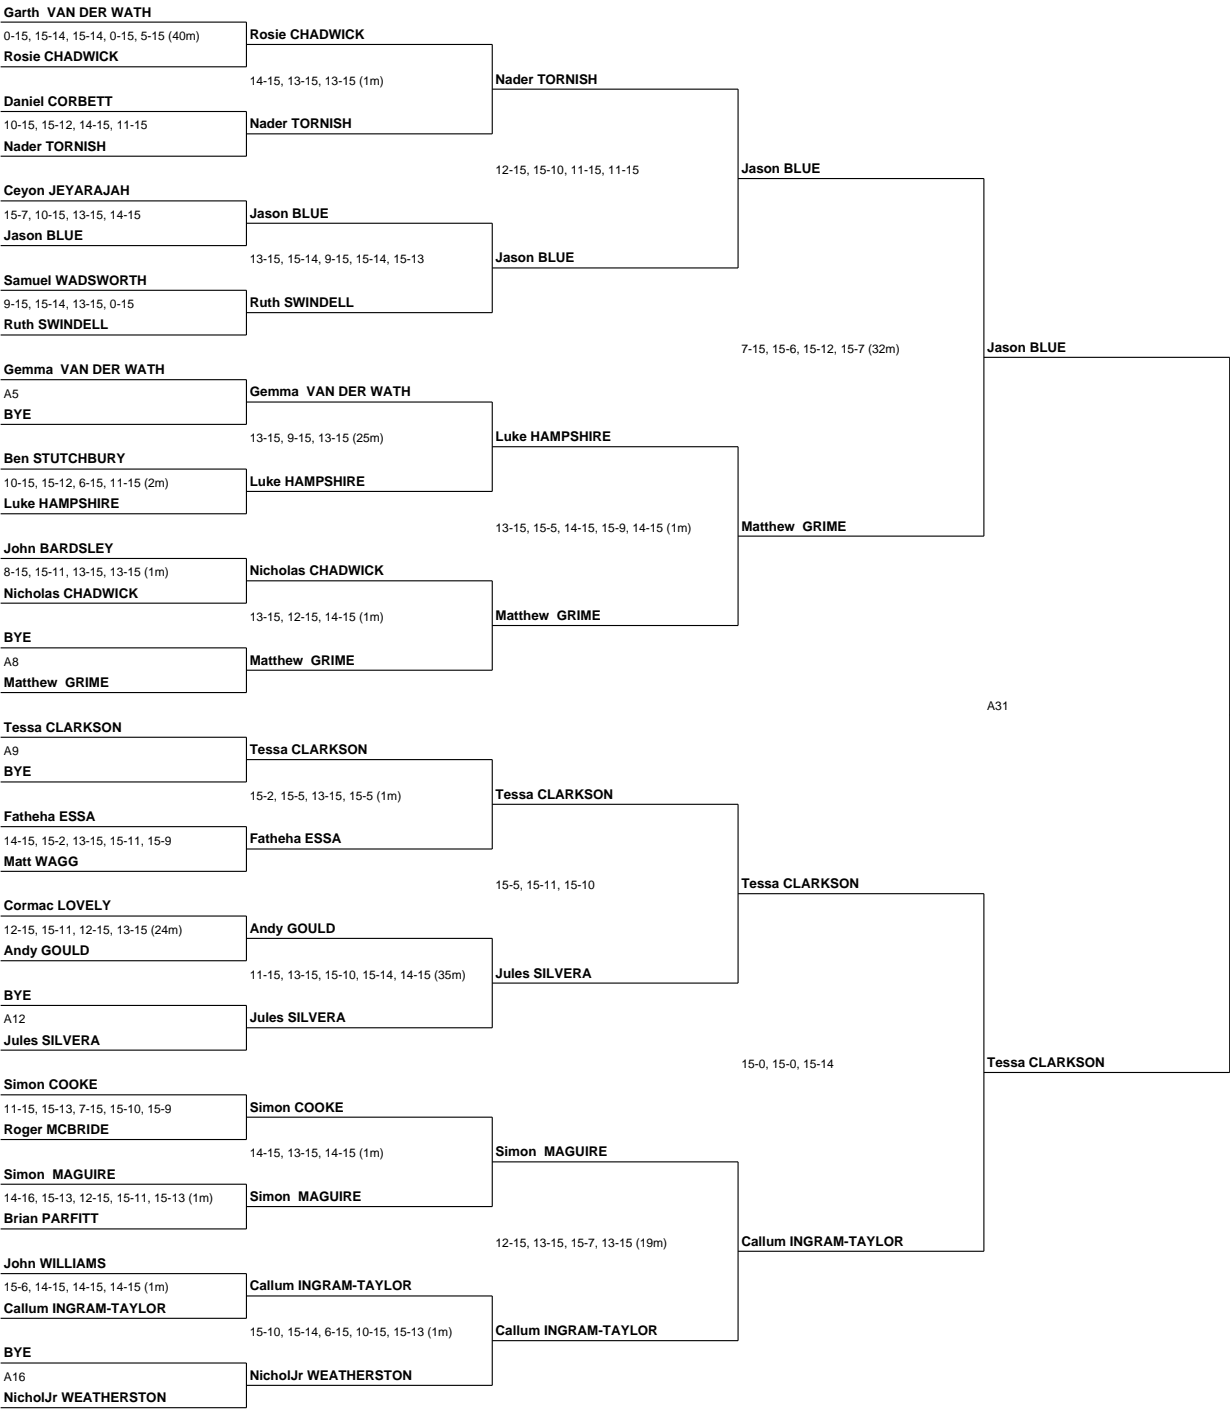 Garth  VAN DER WATH
0-15, 15-14, 15-14, 0-15, 5-15 (40m)
Rosie CHADWICK
Rosie CHADWICK
14-15, 13-15, 13-15 (1m)
Nader TORNISH
Daniel CORBETT
10-15, 15-12, 14-15, 11-15
Nader TORNISH
Nader TORNISH
12-15, 15-10, 11-15, 11-15
Jason BLUE
Ceyon JEYARAJAH
15-7, 10-15, 13-15, 14-15
Jason BLUE
Jason BLUE
13-15, 15-14, 9-15, 15-14, 15-13
Jason BLUE
Samuel WADSWORTH
9-15, 15-14, 13-15, 0-15
Ruth SWINDELL
Ruth SWINDELL
7-15, 15-6, 15-12, 15-7 (32m)
Jason BLUE
Gemma  VAN DER WATH
A5
BYE
Gemma  VAN DER WATH
13-15, 9-15, 13-15 (25m)
Luke HAMPSHIRE
Ben STUTCHBURY
10-15, 15-12, 6-15, 11-15 (2m)
Luke HAMPSHIRE
Luke HAMPSHIRE
13-15, 15-5, 14-15, 15-9, 14-15 (1m)
Matthew  GRIME
John BARDSLEY
8-15, 15-11, 13-15, 13-15 (1m)
Nicholas CHADWICK
Nicholas CHADWICK
13-15, 12-15, 14-15 (1m)
Matthew  GRIME
BYE
A8
Matthew  GRIME
Matthew  GRIME
A31
Tessa CLARKSON
A9
BYE
Tessa CLARKSON
15-2, 15-5, 13-15, 15-5 (1m)
Tessa CLARKSON
Fatheha ESSA
14-15, 15-2, 13-15, 15-11, 15-9
Matt WAGG
Fatheha ESSA
15-5, 15-11, 15-10
Tessa CLARKSON
Cormac LOVELY
12-15, 15-11, 12-15, 13-15 (24m)
Andy GOULD
Andy GOULD
11-15, 13-15, 15-10, 15-14, 14-15 (35m)
Jules SILVERA
BYE
A12
Jules SILVERA
Jules SILVERA
15-0, 15-0, 15-14
Tessa CLARKSON
Simon COOKE
11-15, 15-13, 7-15, 15-10, 15-9
Roger MCBRIDE
Simon COOKE
14-15, 13-15, 14-15 (1m)
Simon  MAGUIRE
Simon  MAGUIRE
14-16, 15-13, 12-15, 15-11, 15-13 (1m)
Brian PARFITT
Simon  MAGUIRE
12-15, 13-15, 15-7, 13-15 (19m)
Callum INGRAM-TAYLOR
John WILLIAMS
15-6, 14-15, 14-15, 14-15 (1m)
Callum INGRAM-TAYLOR
Callum INGRAM-TAYLOR
15-10, 15-14, 6-15, 10-15, 15-13 (1m)
Callum INGRAM-TAYLOR
BYE
A16
NicholJr WEATHERSTON
NicholJr WEATHERSTON